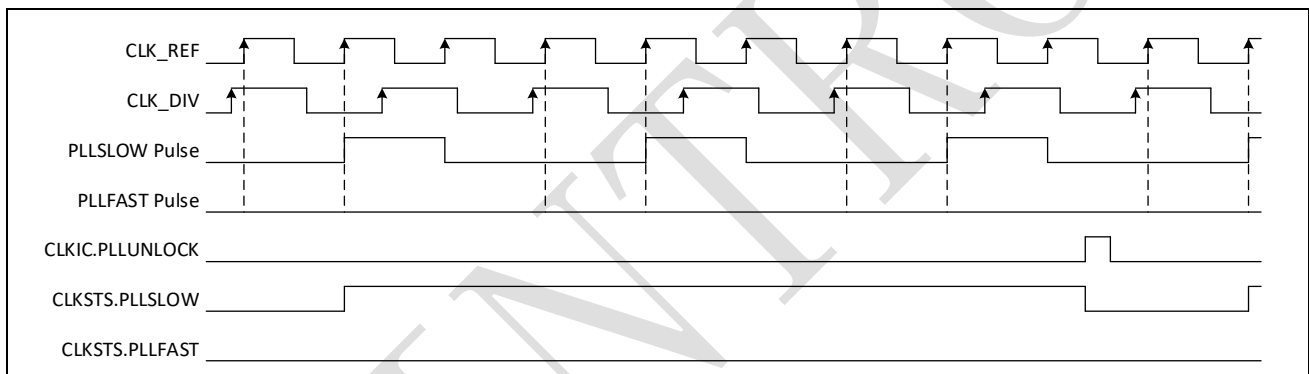 CLK_REF
CLK_DIV
PLLSLOW Pulse
PLLFAST Pulse
CLKIC.PLLUNLOCK
CLKSTS.PLLSLOW
CLKSTS.PLLFAST